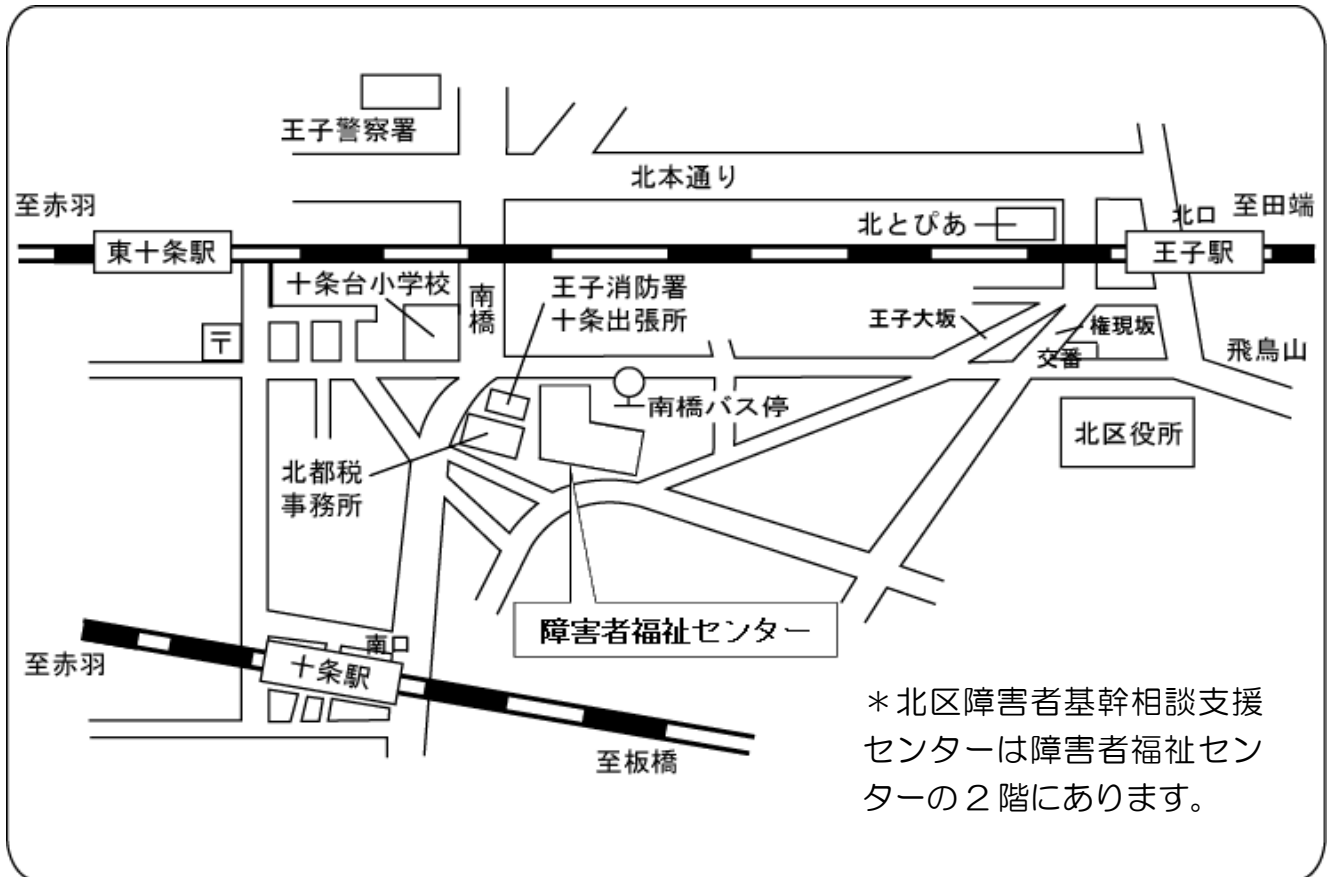 王子警察署
北本通り
至赤羽
北口
至田端
北とぴあ
東十条駅
王子駅
十条台小学校
南橋
王子消防署
十条出張所
王子大坂
権現坂
〒
交番
飛鳥山
南橋バス停
北区役所
北都税
事務所
障害者福祉センター
南口
至赤羽
十条駅
至板橋
＊北区障害者基幹相談支援
センターは障害者福祉セン
ターの２階にあります。